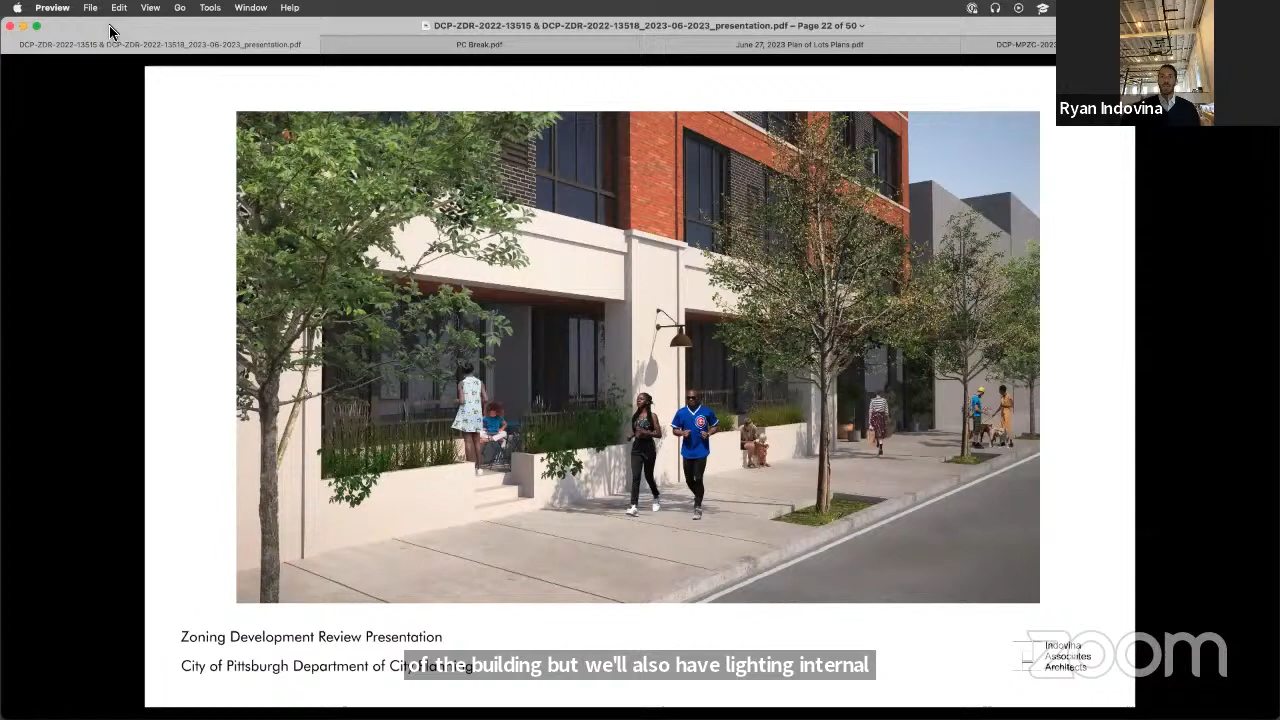 Preview File Edit View Go Tools Window Help
DCP-ZDR-2022-13515 & DCP-ZDR-2022-13518_2023-06-2023_presentation.pdf – Page 22 of 50
DCP-ZDR-2022-13515 & DCP-ZDR-2022-13518_2023-06-2023_presentation.pdf
PC Break.pdf
June 27, 2023 Plan of Lots Plans.pdf
DCP-MPZC-202
Ryan Indovina
Zoning Development Review Presentation
City of Pittsburgh Department of City
of the building but we'll also have lighting internal
Indovina
Associates
Architects
zoom